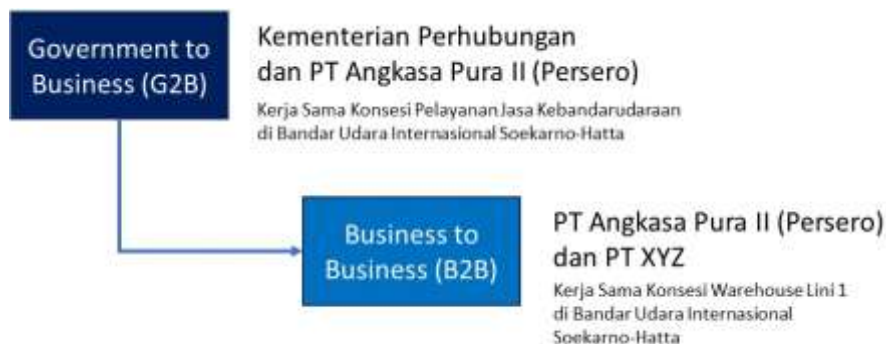 Government to
Business (G2B)
Kementerian Perhubungan
dan PT Angkasa Pura II (Persero)
Kerja Sama Konsesi Pelayanan Jasa Kebandarudaraan
di Bandar Udara Internasional Soekarno-Hatta
Business to
Business (B2B)
PT Angkasa Pura II (Persero)
dan PT XYZ
Kerja Sama Konsesi Warehouse Lini 1
di Bandar Udara Internasional
Soekarno-Hatta